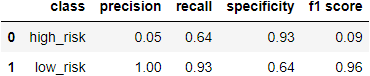 class precision recall specificity f1 score
0 high_risk 0.05 0.64 0.93 0.09
1 low_risk 1.00 0.93 0.64 0.96